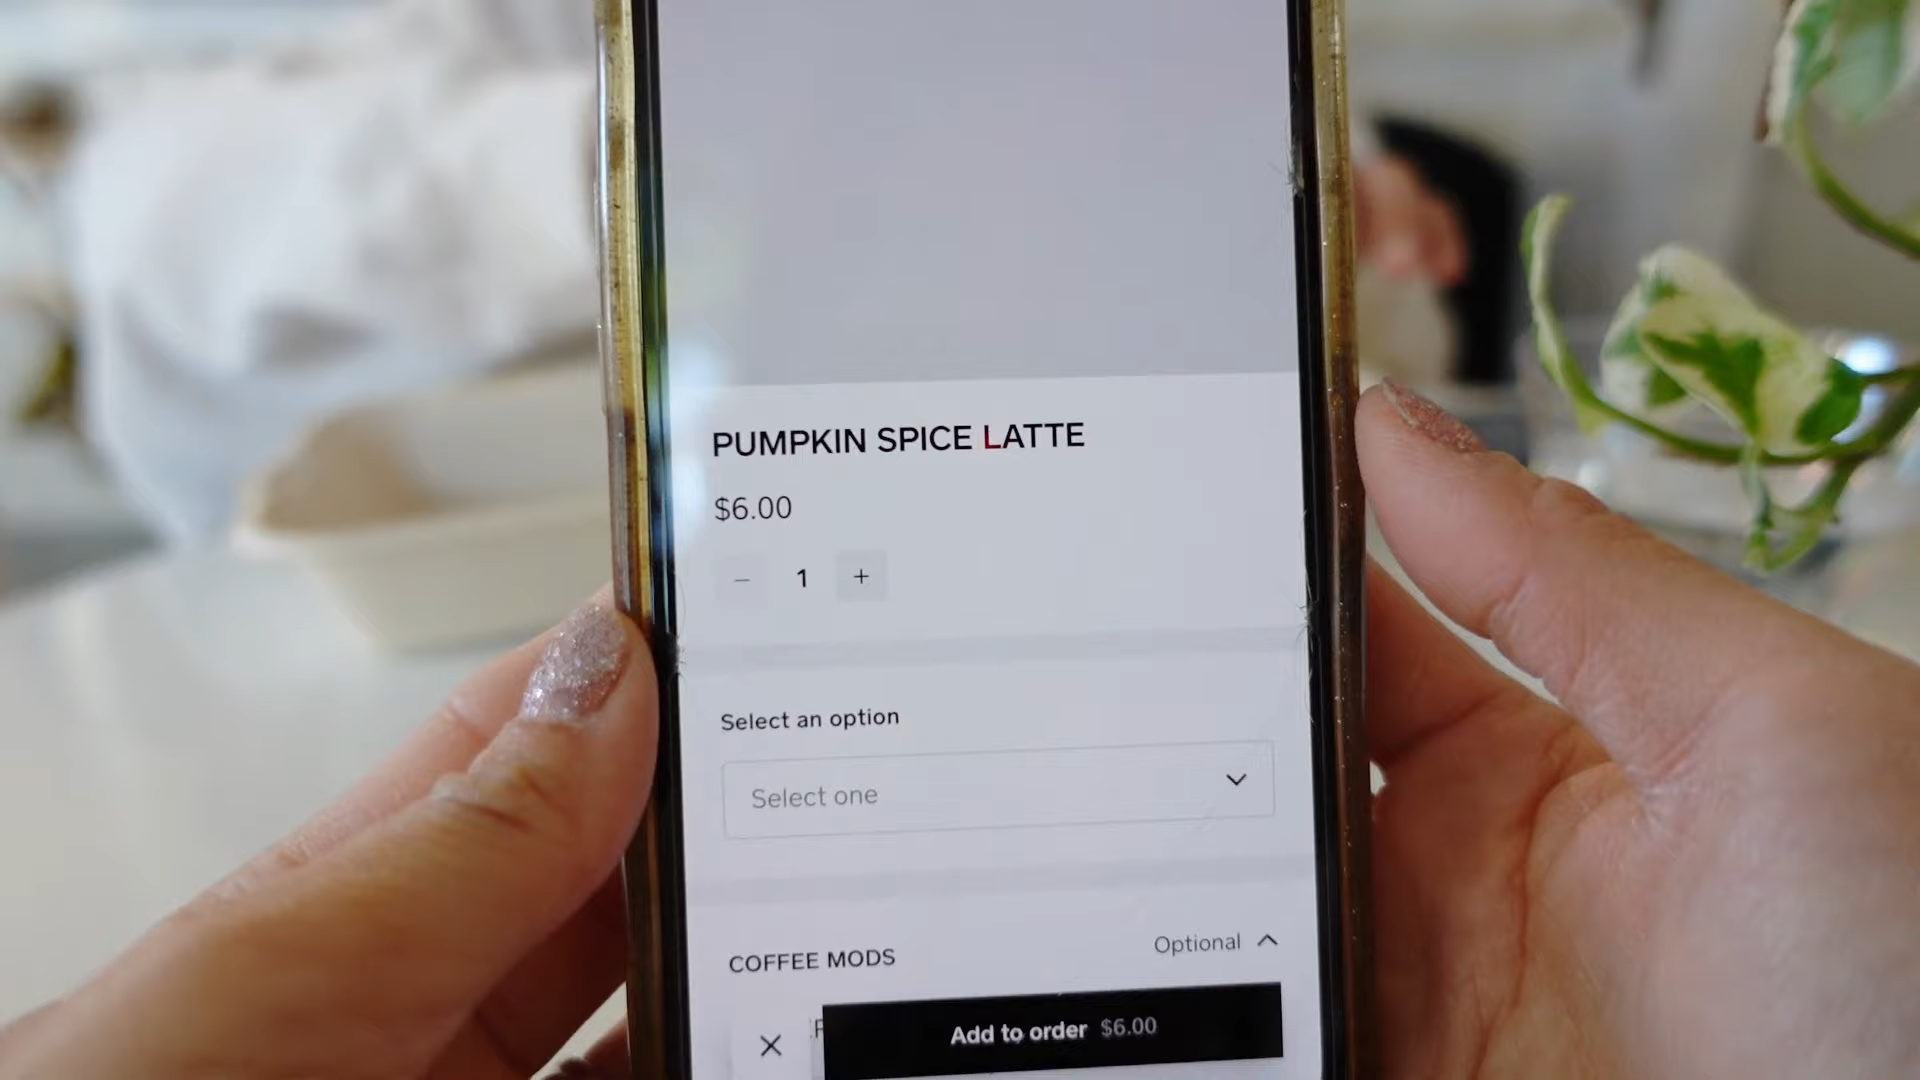 PUMPKIN SPICE LATTE
$6.00
− 1 +
Select an option
Select one
COFFEE MODS
Optional
Add to order $6.00